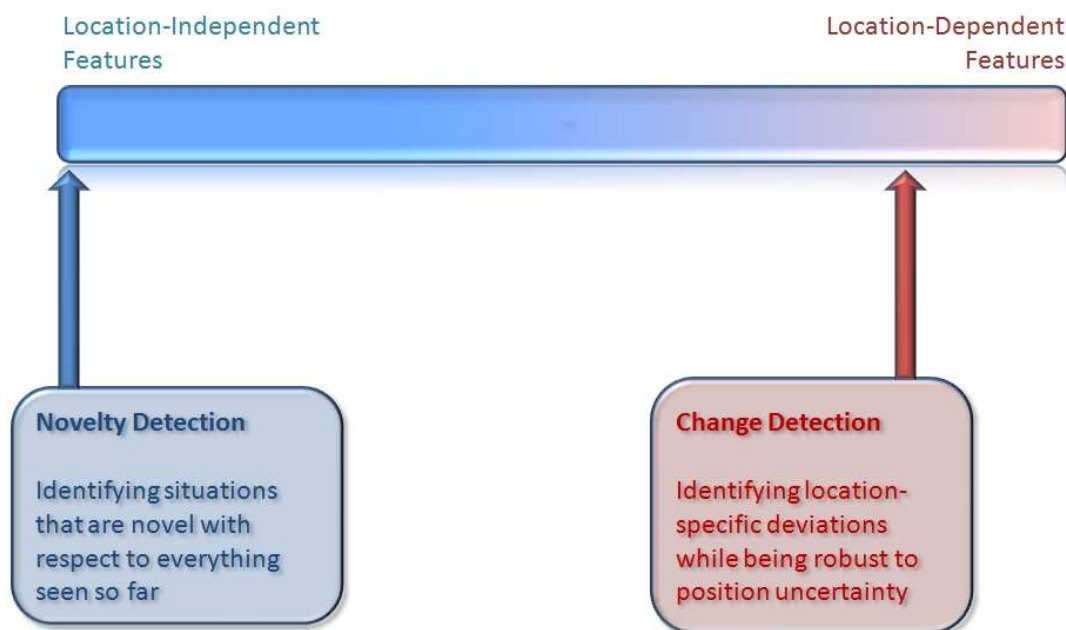 Location-Independent
Features
Location-Dependent
Features
Novelty Detection
Identifying situations
that are novel with
respect to everything
seen so far
Change Detection
Identifying location-
specific deviations
while being robust to
position uncertainty